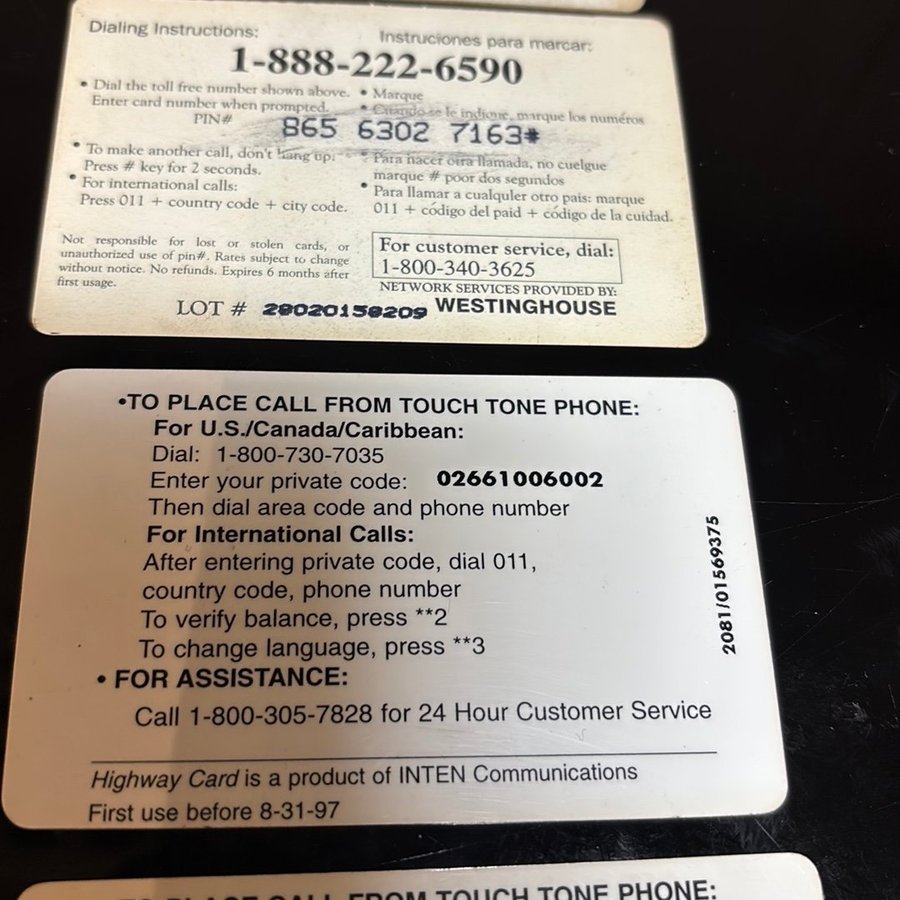 Dialing Instructions:
Instruciones para marcar:
1-888-222-6590
• Dial the toll free number shown above.
Enter card number when prompted.
PIN#
865 6302 7163#
• To make another call, don't hang up.
Press # key for 2 seconds.
• For international calls:
Press 011 + country code + city code.
• Marque
• Cuando se le indique, marque los numéros
• Para hacer otra llamada, no cuelgue
marque # poor dos segundos
• Para llamar a cualquler otro pais: marque
011 + código del paid + código de la cuidad.
Not responsible for lost or stolen cards, or
unauthorized use of pin#. Rates subject to change
without notice. No refunds. Expires 6 months after
first usage.
For customer service, dial:
1-800-340-3625
NETWORK SERVICES PROVIDED BY:
LOT # 28020158209 WESTINGHOUSE
•TO PLACE CALL FROM TOUCH TONE PHONE:
For U.S./Canada/Caribbean:
Dial: 1-800-730-7035
Enter your private code: 02661006002
Then dial area code and phone number
For International Calls:
After entering private code, dial 011,
country code, phone number
To verify balance, press **2
To change language, press **3
• FOR ASSISTANCE:
Call 1-800-305-7828 for 24 Hour Customer Service
2081/01569375
Highway Card is a product of INTEN Communications
First use before 8-31-97
•TO PLACE CALL FROM TOUCH TONE PHONE: